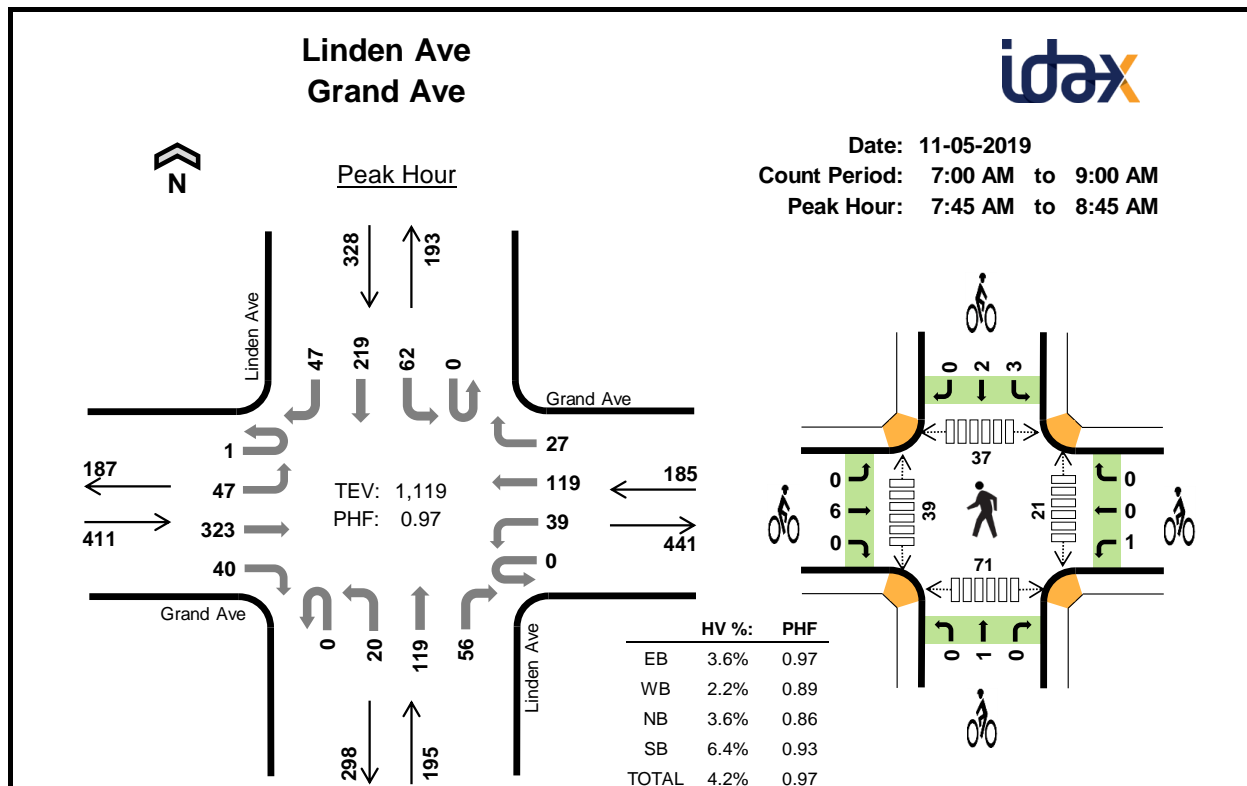 Linden Ave
Grand Ave
idax
Date: 11-05-2019
Count Period: 7:00 AM to 9:00 AM
Peak Hour: 7:45 AM to 8:45 AM
N
Peak Hour
328
193
Linden Ave
47
219
62
0
Grand Ave
1
47
323
40
187
411
TEV: 1,119
PHF: 0.97
27
119
39
0
185
441
Grand Ave
0
20
119
56
Linden Ave
298
195
0
2
3
37
0
6
0
39
21
0
0
1
71
0
1
0
HV %: PHF
EB 3.6% 0.97
WB 2.2% 0.89
NB 3.6% 0.86
SB 6.4% 0.93
TOTAL 4.2% 0.97